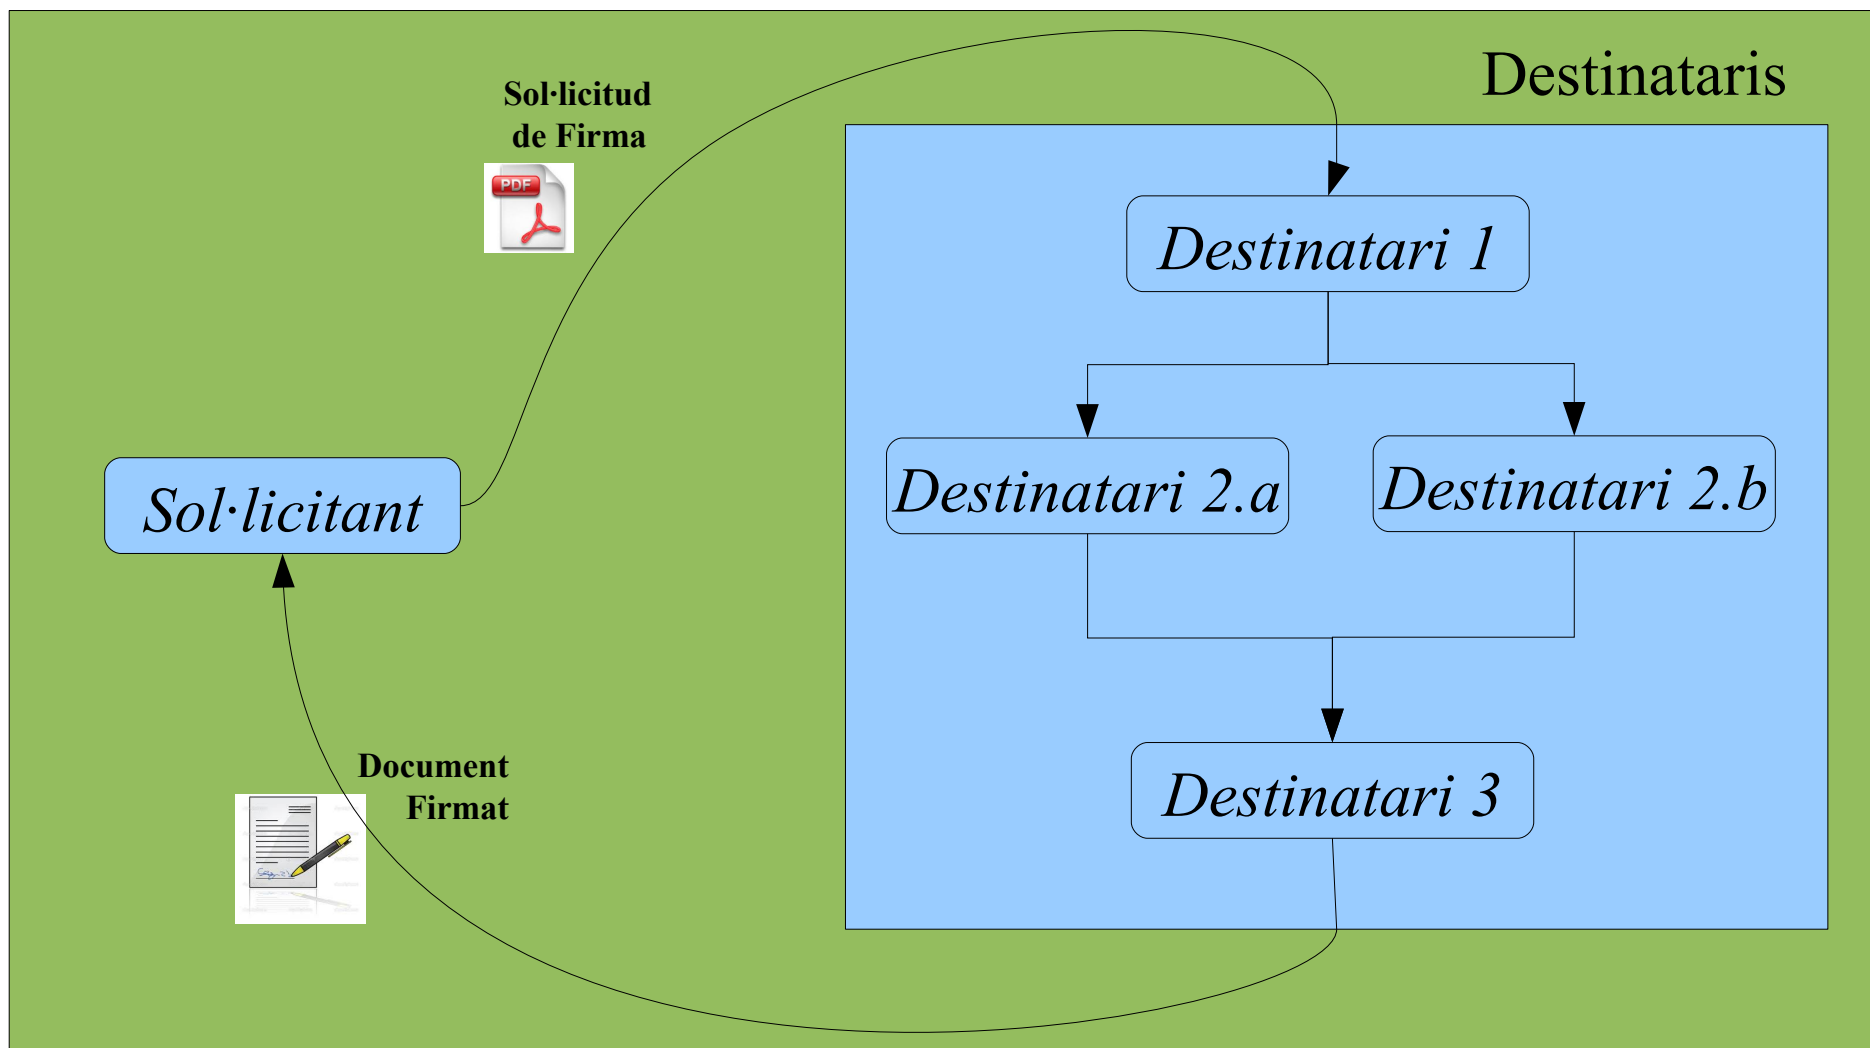 Destinataris
Sol·licitud
de Firma
PDF
Destinatari 1
Destinatari 2.a
Destinatari 2.b
Sol·licitant
Destinatari 3
Document
Firmat